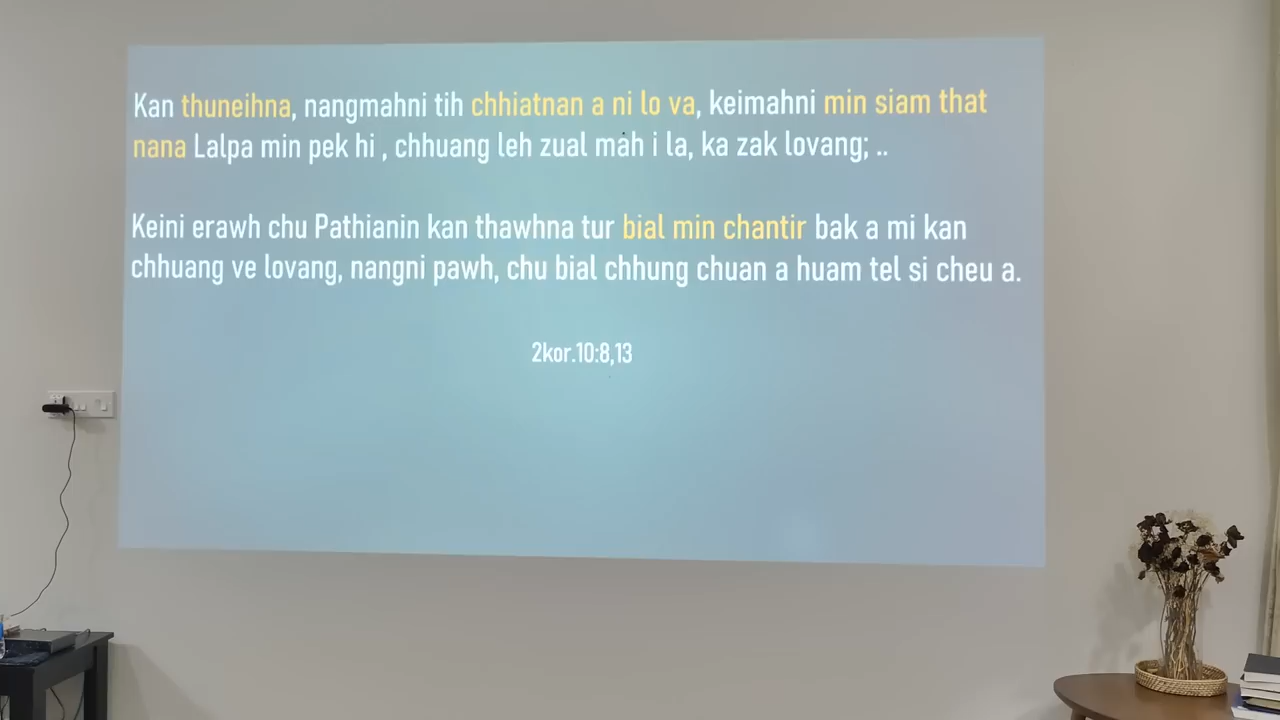 Kan thuneihna, nangmahni tih chhiatnan a ni lo va, keimahni min siam that
nana Lalpa min pek hi , chhuang leh zual mah i la, ka zak lovang; ..
Keini erawh chu Pathianin kan thawhna tur bial min chantir bak a mi kan
chhuang ve lovang, nangni pawh, chu bial chhung chuan a huam tel si cheu a.
2kor.10:8,13